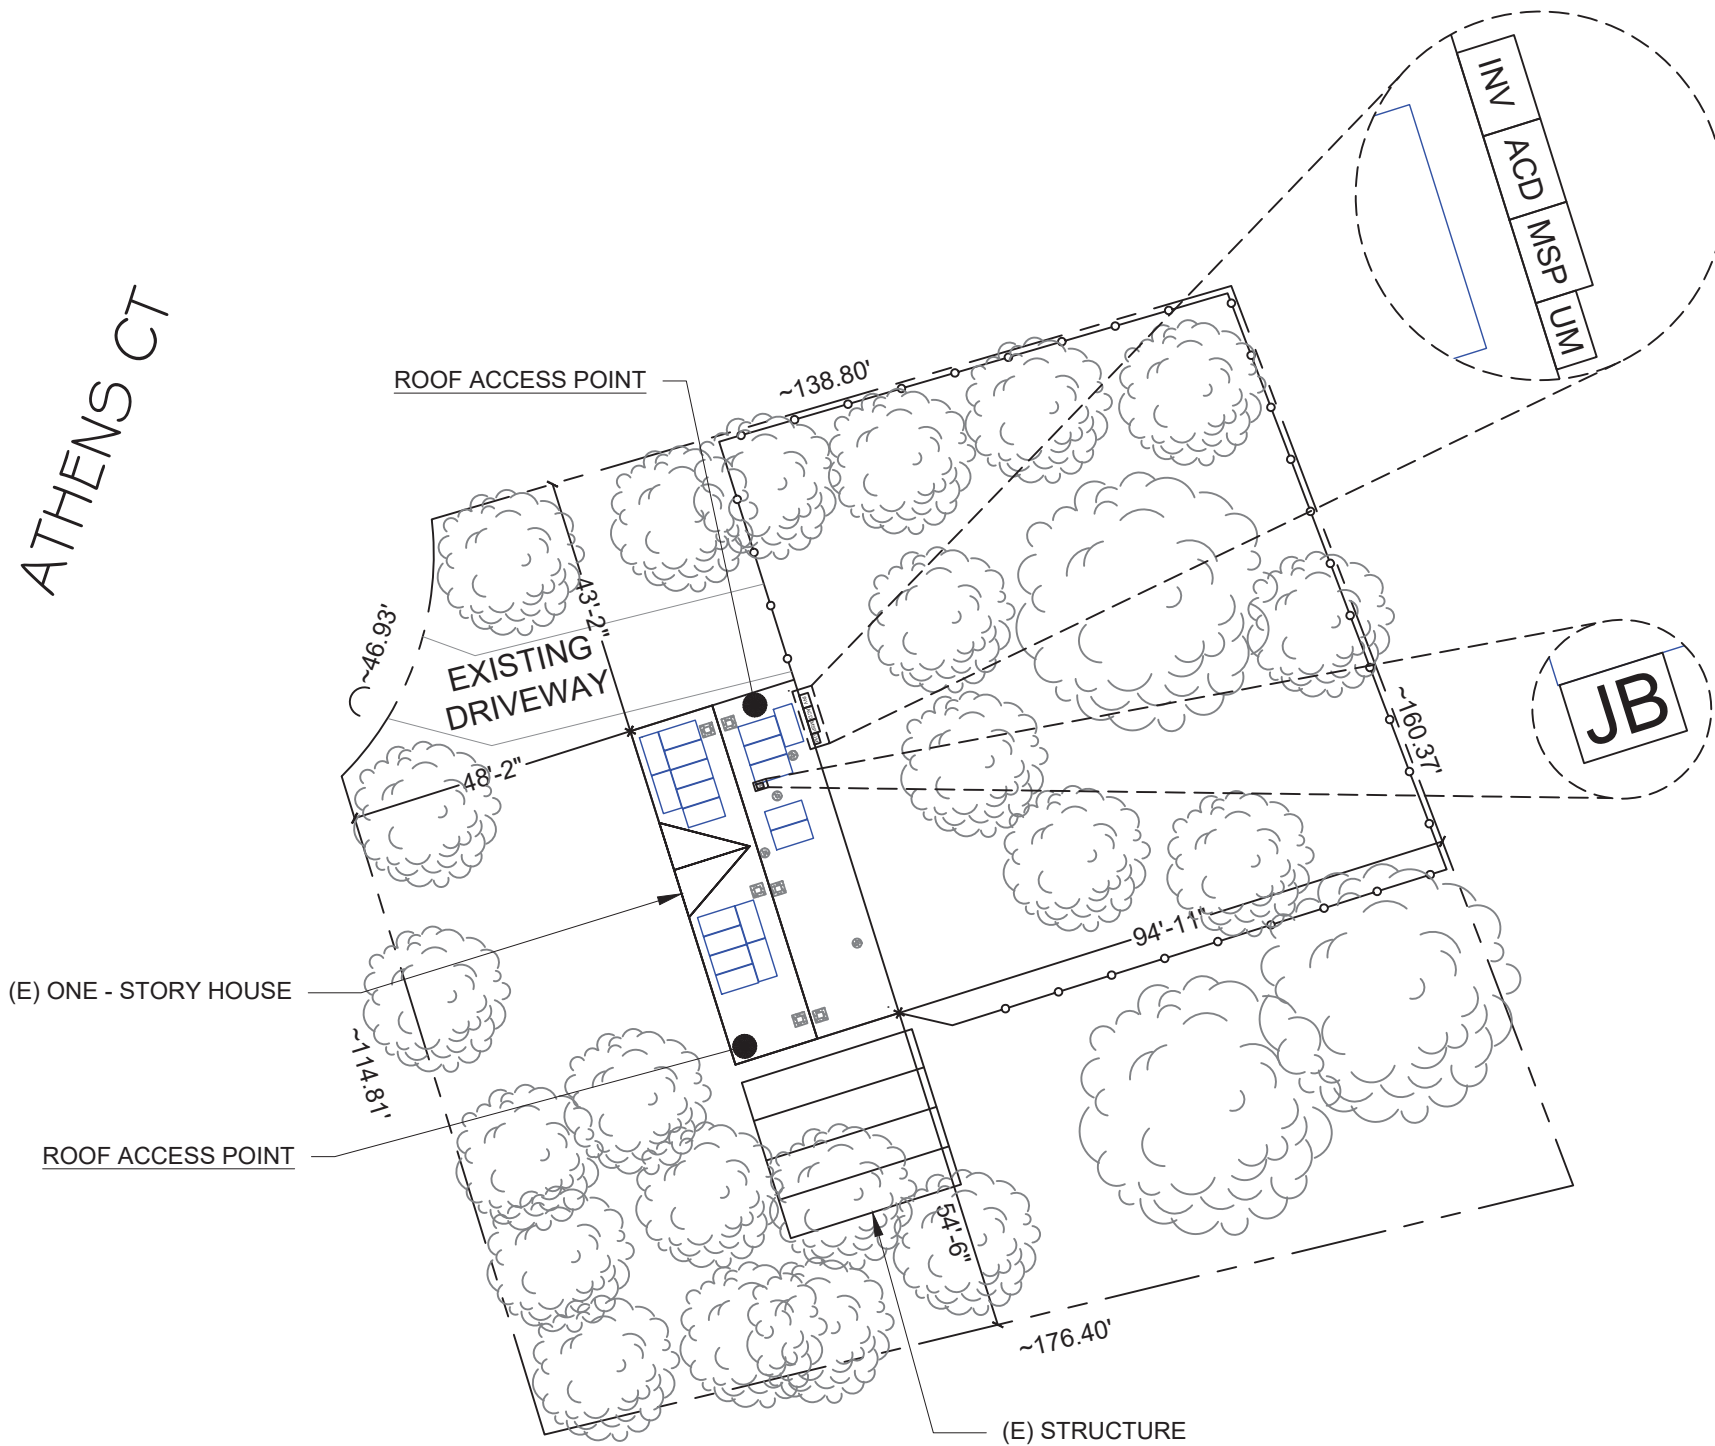 INV
ACD
MSP
UM
ATHENS CT
ROOF ACCESS POINT
~138.80'
43'-2"
~46.93'
EXISTING
DRIVEWAY
JB
~160.37'
48'-2"
94'-11"
(E) ONE - STORY HOUSE
~114.81'
ROOF ACCESS POINT
54'-6"
~176.40'
(E) STRUCTURE